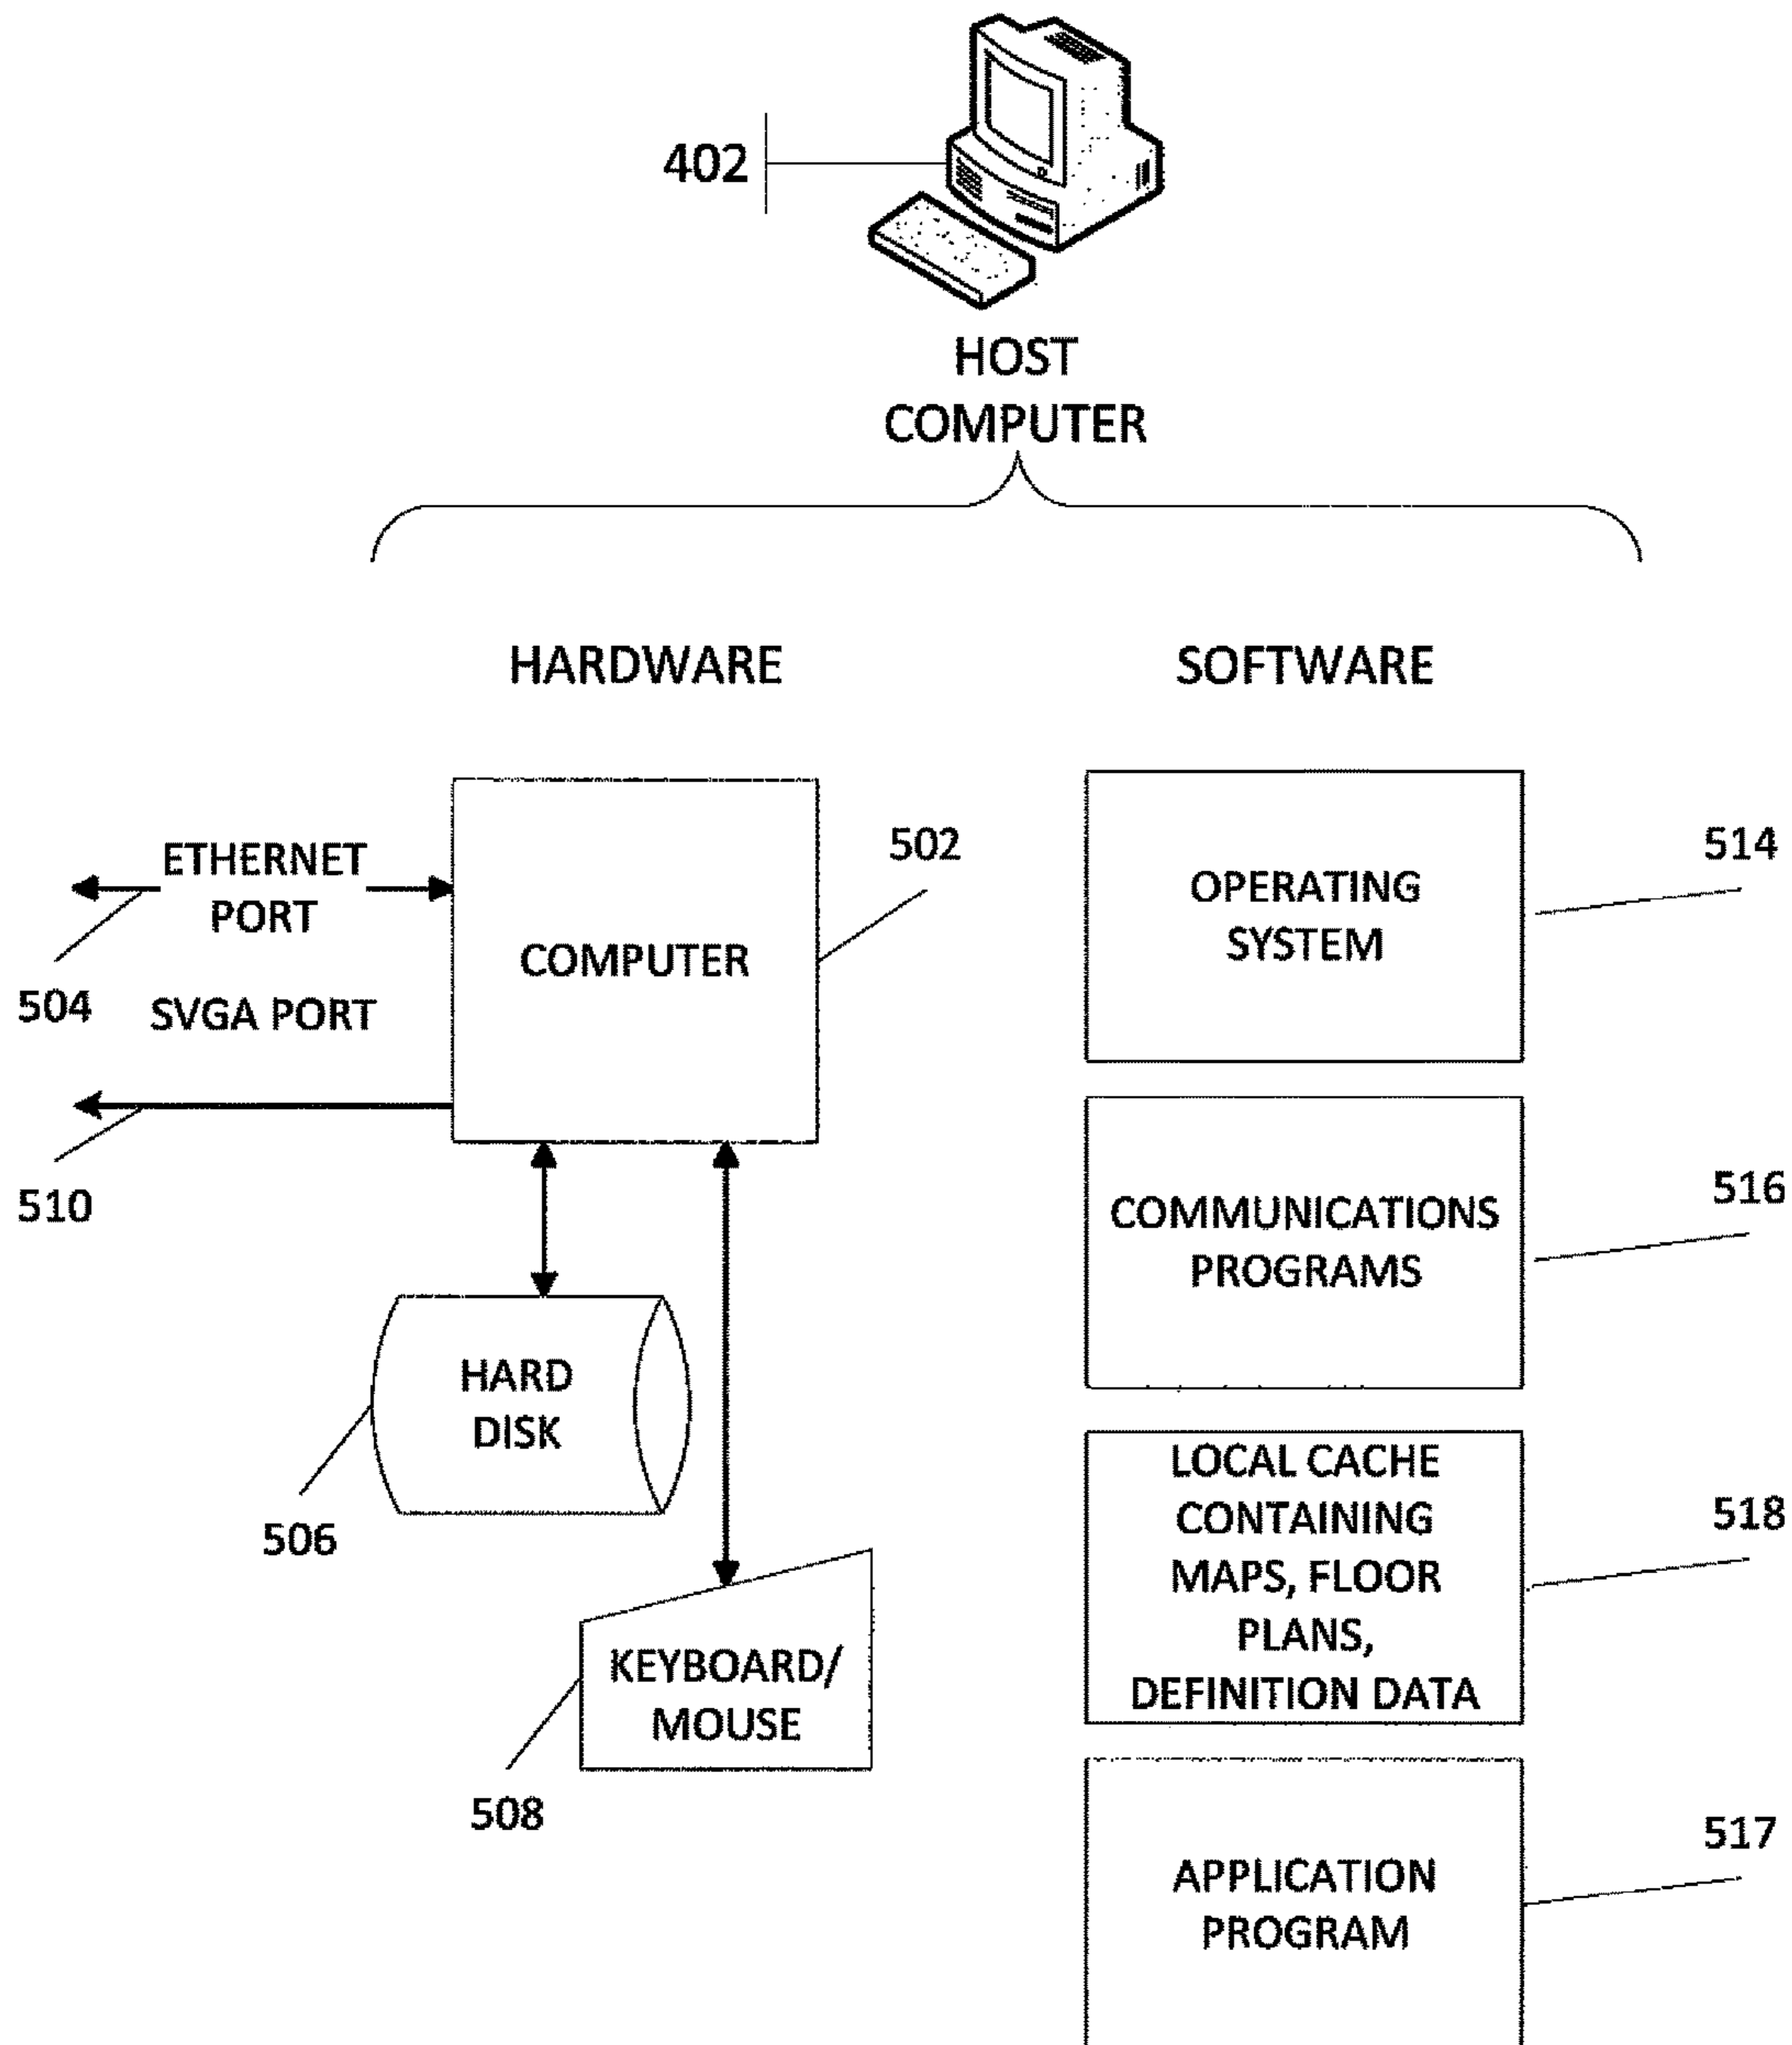 402
HOST
COMPUTER
HARDWARE
SOFTWARE
ETHERNET
PORT
504
SVGA PORT
510
COMPUTER
502
HARD
DISK
506
KEYBOARD/
MOUSE
508
OPERATING
SYSTEM
514
COMMUNICATIONS
PROGRAMS
516
LOCAL CACHE
CONTAINING
MAPS, FLOOR
PLANS,
DEFINITION DATA
518
APPLICATION
PROGRAM
517